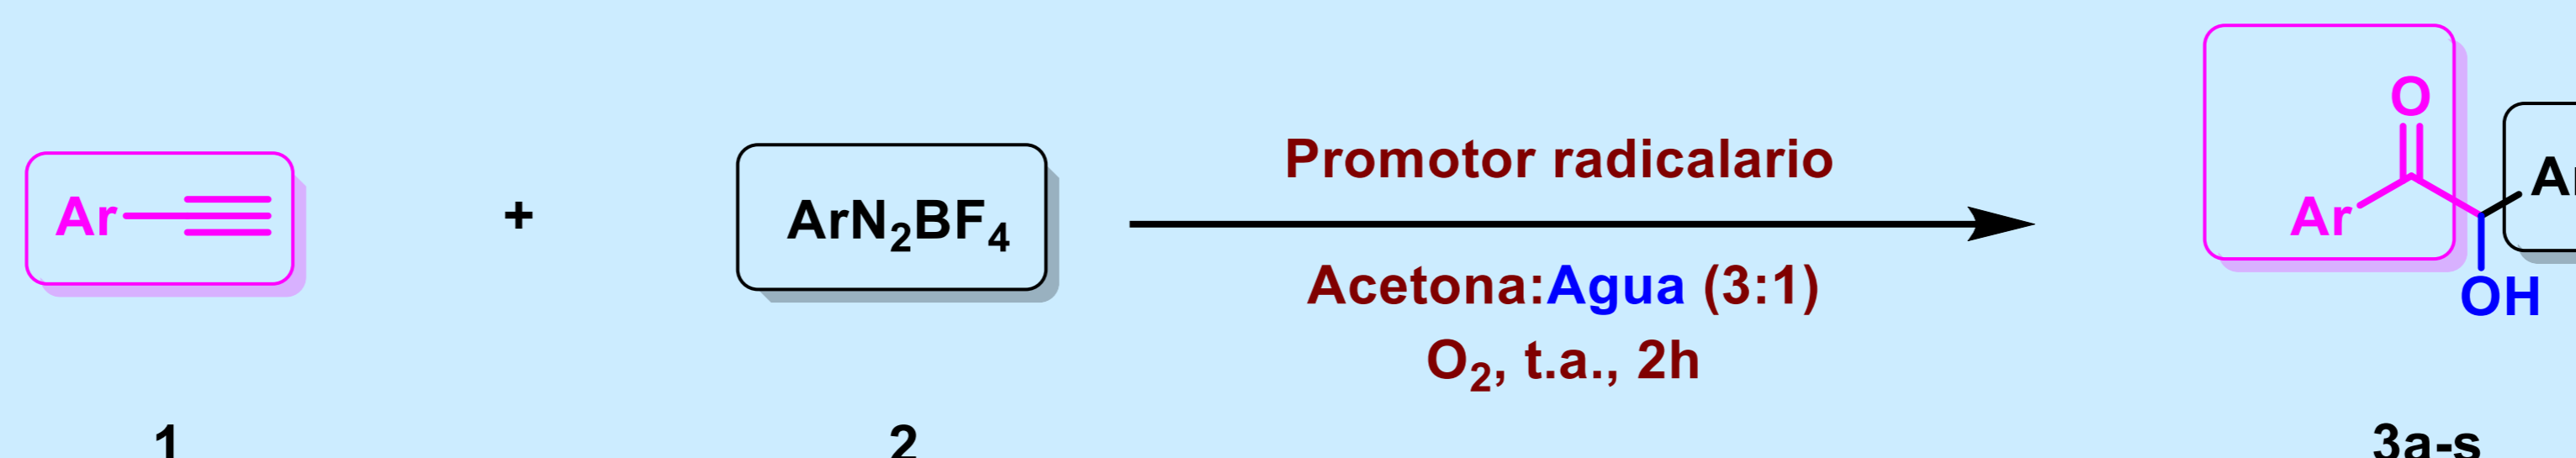 Ar
+
ArN₂BF₄
Promotor radicalario
Acetona:Agua (3:1)
O₂, t.a., 2h
O
Ar
OH
1
2
3a-s